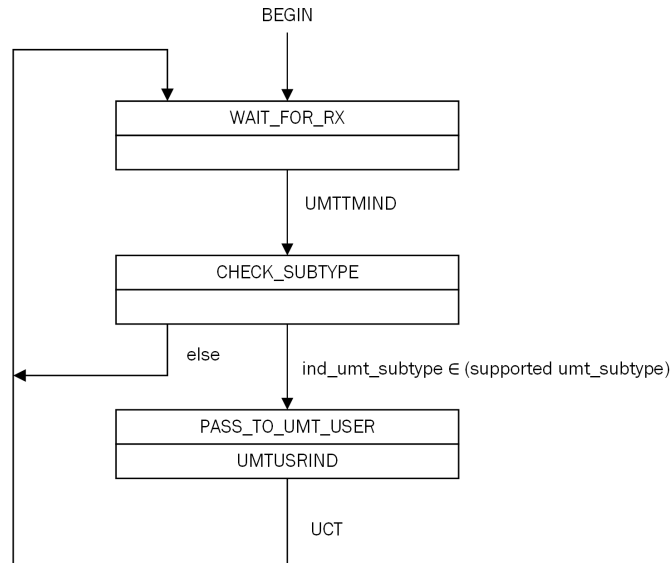 BEGIN
WAIT_FOR_RX
UMTTMIND
CHECK_SUBTYPE
else
ind_umt_subtype ∈ (supported umt_subtype)
PASS_TO_UMT_USER
UMTUSRIND
UCT